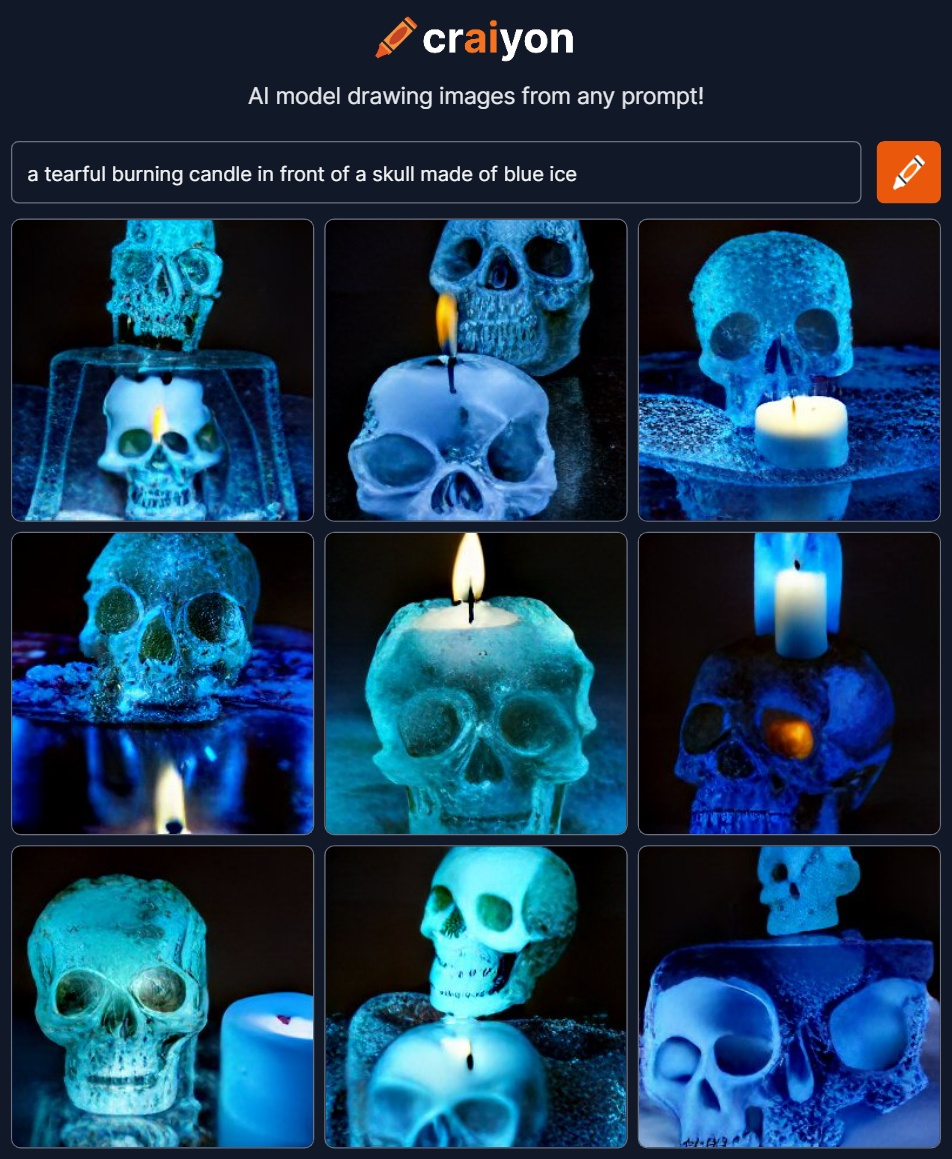 craiyon
AI model drawing images from any prompt!
a tearful burning candle in front of a skull made of blue ice